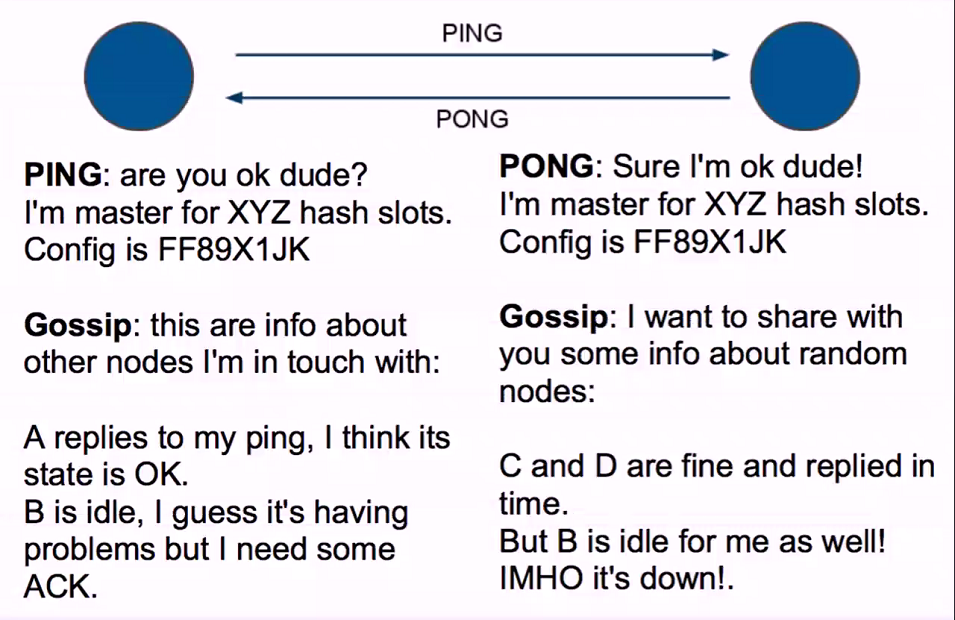 PING
PONG
PING: are you ok dude?
I'm master for XYZ hash slots.
Config is FF89X1JK
Gossip: this are info about
other nodes I'm in touch with:
A replies to my ping, I think its
state is OK.
B is idle, I guess it's having
problems but I need some
ACK.
PONG: Sure I'm ok dude!
I'm master for XYZ hash slots.
Config is FF89X1JK
Gossip: I want to share with
you some info about random
nodes:
C and D are fine and replied in
time.
But B is idle for me as well!
IMHO it's down!.